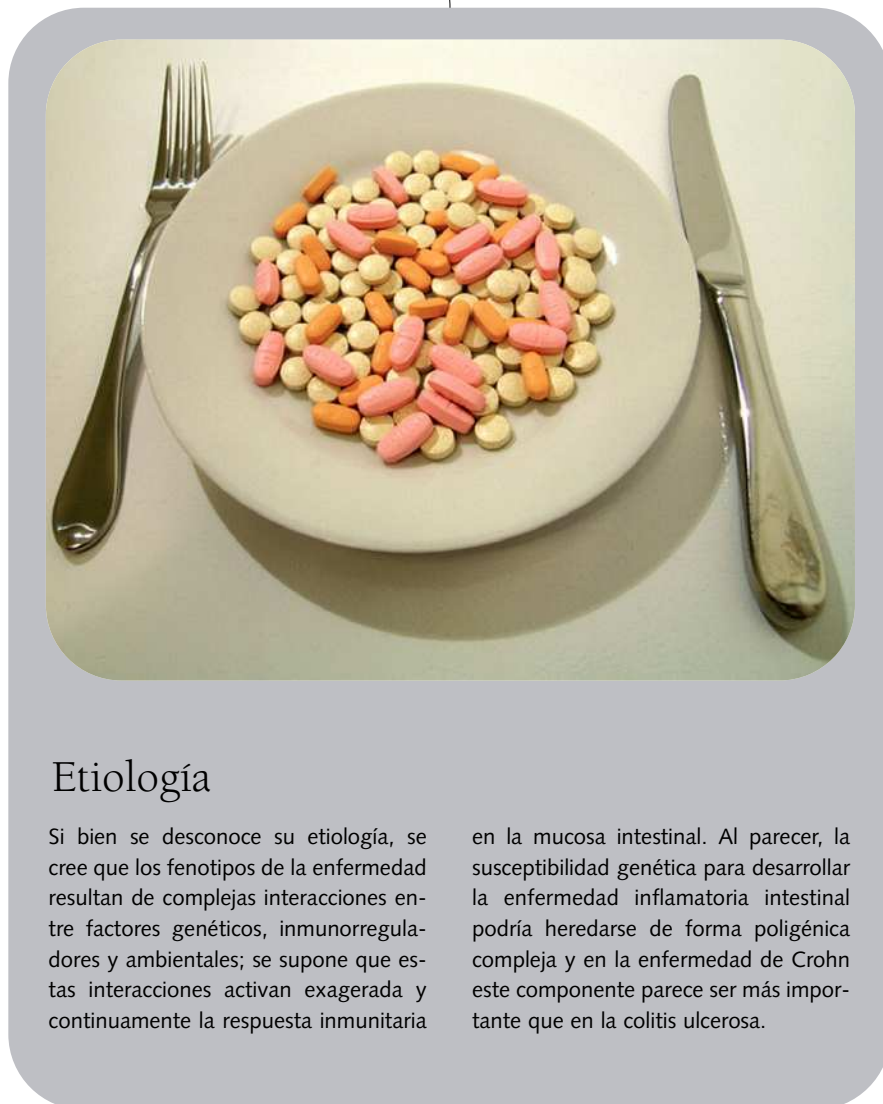 Etiología
Si bien se desconoce su etiología, se
cree que los fenotipos de la enfermedad
resultan de complejas interacciones en-
tre factores genéticos, inmunorregula-
dores y ambientales; se supone que es-
tas interacciones activan exagerada y
continuamente la respuesta inmunitaria
en la mucosa intestinal. Al parecer, la
susceptibilidad genética para desarrollar
la enfermedad inflamatoria intestinal
podría heredarse de forma poligénica
compleja y en la enfermedad de Crohn
este componente parece ser más impor-
tante que en la colitis ulcerosa.